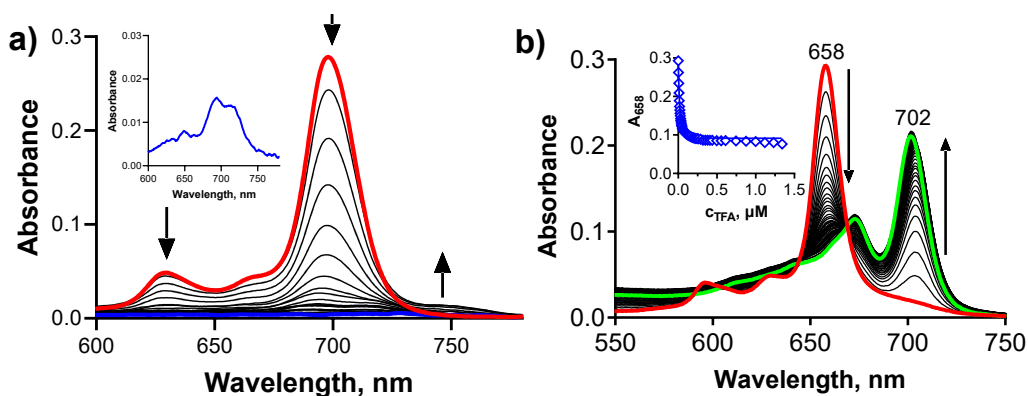 a)
Absorbance
0.3
0.2
0.1
0.0
600 650 700 750
Wavelength, nm
Absorbance
0.03
0.02
0.01
0.00
600 650 700 750
Wavelength, nm
b)
Absorbance
0.3
0.2
0.1
0.0
550 600 650 700 750
Wavelength, nm
658
702
A658
0.3
0.2
0.1
0.0
0.0 0.5 1.0 1.5
cTFA, µM